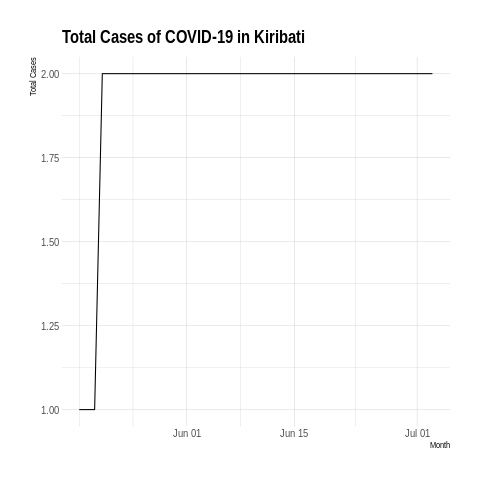 Total Cases of COVID-19 in Kiribati
Total Cases
2.00
1.75
1.50
1.25
1.00
Jun 01 Jun 15 Jul 01
Month